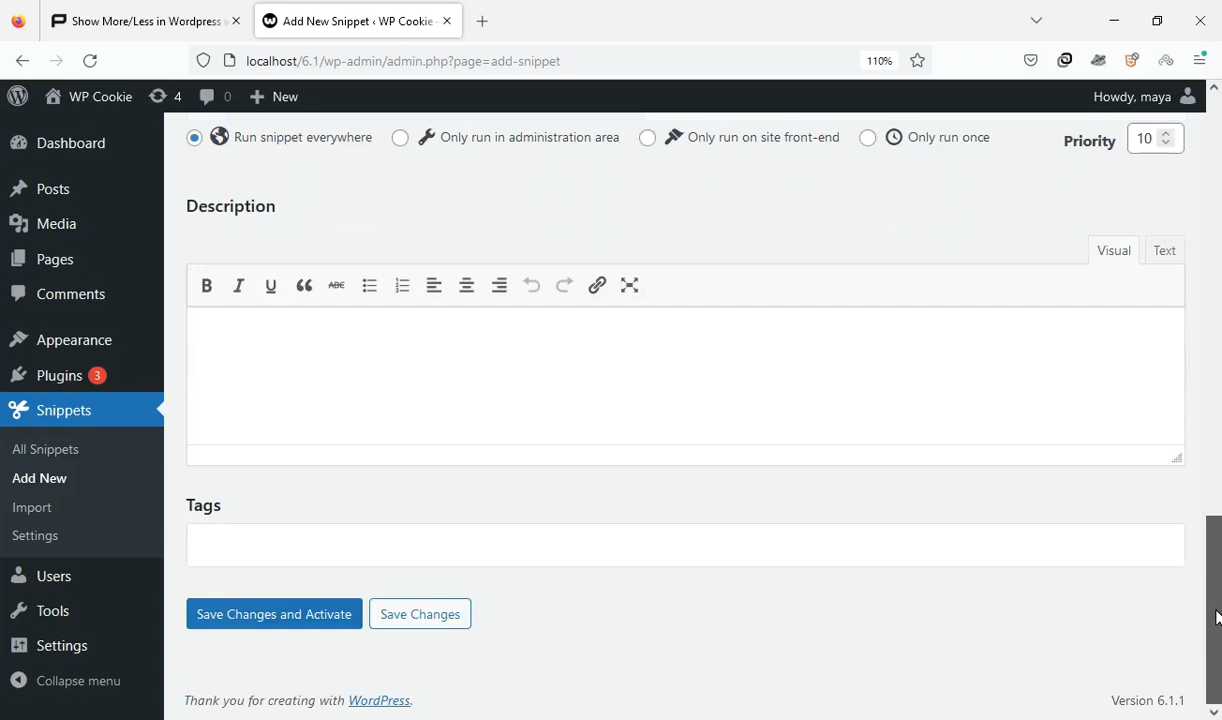 Show More/Less in Wordpress
Add New Snippet ‹ WP Cookie
localhost/6.1/wp-admin/admin.php?page=add-snippet
110%
WP Cookie
4
0
New
Howdy, maya
Dashboard
Posts
Media
Pages
Comments
Appearance
Plugins 3
Snippets
All Snippets
Add New
Import
Settings
Users
Tools
Settings
Collapse menu
Run snippet everywhere
Only run in administration area
Only run on site front-end
Only run once
Priority
10
Description
Visual
Text
B I U ABC
Tags
Save Changes and Activate
Save Changes
Thank you for creating with WordPress.
Version 6.1.1